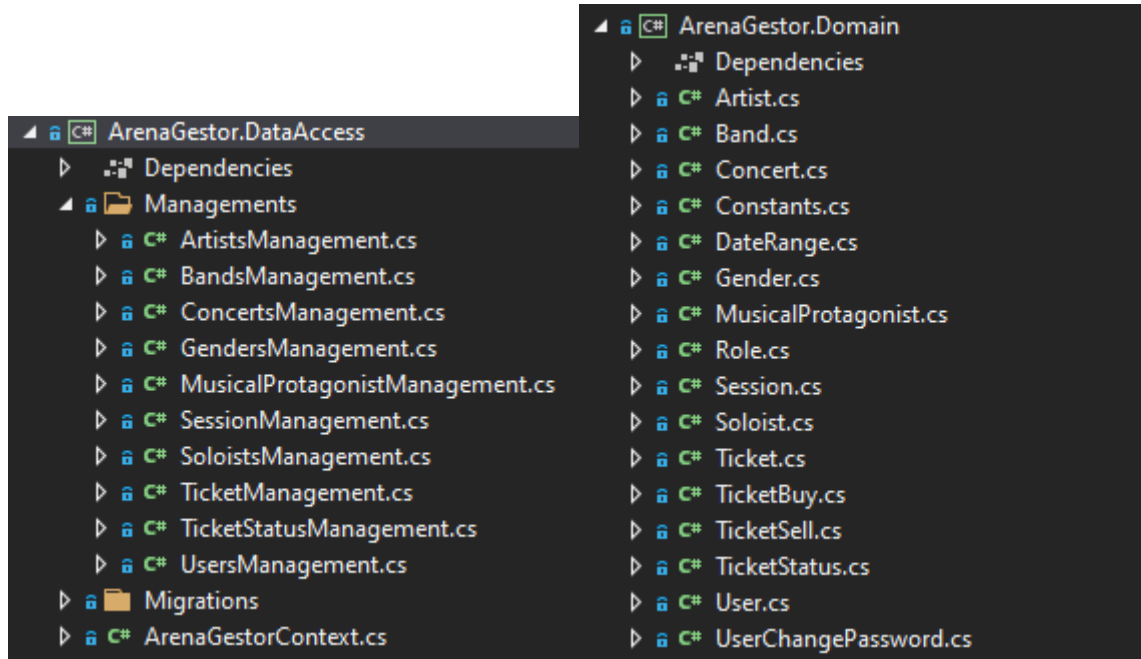 ArenaGestor.DataAccess
Dependencies
Managements
C# ArtistsManagement.cs
C# BandsManagement.cs
C# ConcertsManagement.cs
C# GendersManagement.cs
C# MusicalProtagonistManagement.cs
C# SessionManagement.cs
C# SoloistsManagement.cs
C# TicketManagement.cs
C# TicketStatusManagement.cs
C# UsersManagement.cs
Migrations
C# ArenaGestorContext.cs
C# ArenaGestor.Domain
Dependencies
C# Artist.cs
C# Band.cs
C# Concert.cs
C# Constants.cs
C# DateRange.cs
C# Gender.cs
C# MusicalProtagonist.cs
C# Role.cs
C# Session.cs
C# Soloist.cs
C# Ticket.cs
C# TicketBuy.cs
C# TicketSell.cs
C# TicketStatus.cs
C# User.cs
C# UserChangePassword.cs